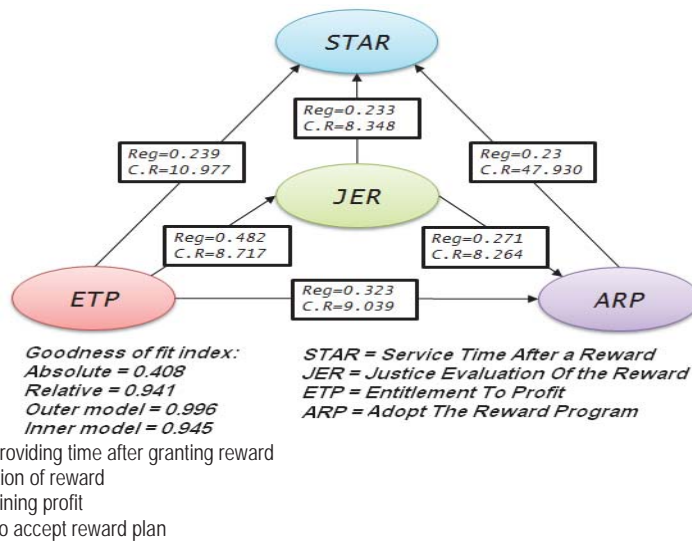 STAR
Reg=0.239
C.R=10.977
Reg=0.233
C.R=8.348
Reg=0.23
C.R=47.930
JER
Reg=0.482
C.R=8.717
Reg=0.271
C.R=8.264
ETP
Reg=0.323
C.R=9.039
ARP
Goodness of fit index:
Absolute = 0.408
Relative = 0.941
Outer model = 0.996
Inner model = 0.945
STAR = Service Time After a Reward
JER = Justice Evaluation Of the Reward
ETP = Entitlement To Profit
ARP = Adopt The Reward Program
roviding time after granting reward
ion of reward
ining profit
o accept reward plan